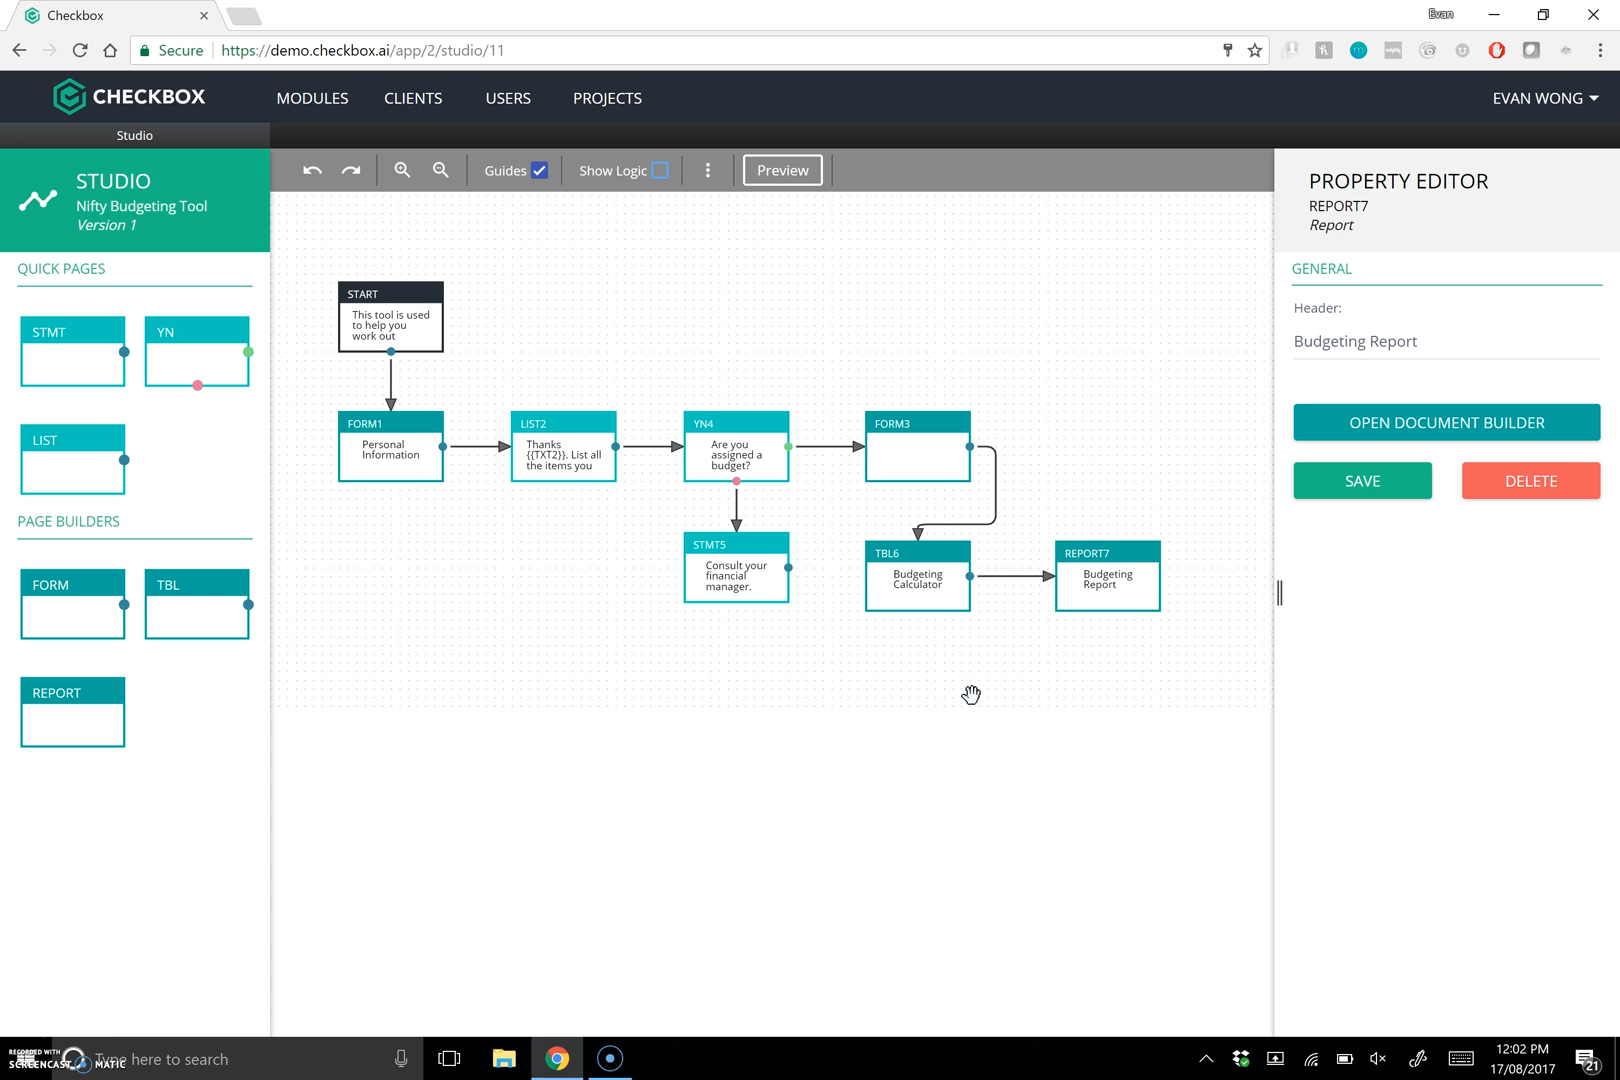 Checkbox
Evan
Secure
https://demo.checkbox.ai/app/2/studio/11
CHECKBOX
MODULES
CLIENTS
USERS
PROJECTS
EVAN WONG
Studio
STUDIO
Nifty Budgeting Tool
Version 1
Guides
Show Logic
Preview
PROPERTY EDITOR
REPORT7
Report
QUICK PAGES
STMT
YN
LIST
PAGE BUILDERS
FORM
TBL
REPORT
START
This tool is used
to help you
work out
FORM1
Personal
Information
LIST2
Thanks
{{TXT2}}. List all
the items you
YN4
Are you
assigned a
budget?
FORM3
STMT5
Consult your
financial
manager.
TBL6
Budgeting
Calculator
REPORT7
Budgeting
Report
GENERAL
Header:
Budgeting Report
OPEN DOCUMENT BUILDER
SAVE
DELETE
RECORDED WITH
SCREENCAST MATIC
Type here to search
12:02 PM
17/08/2017
21